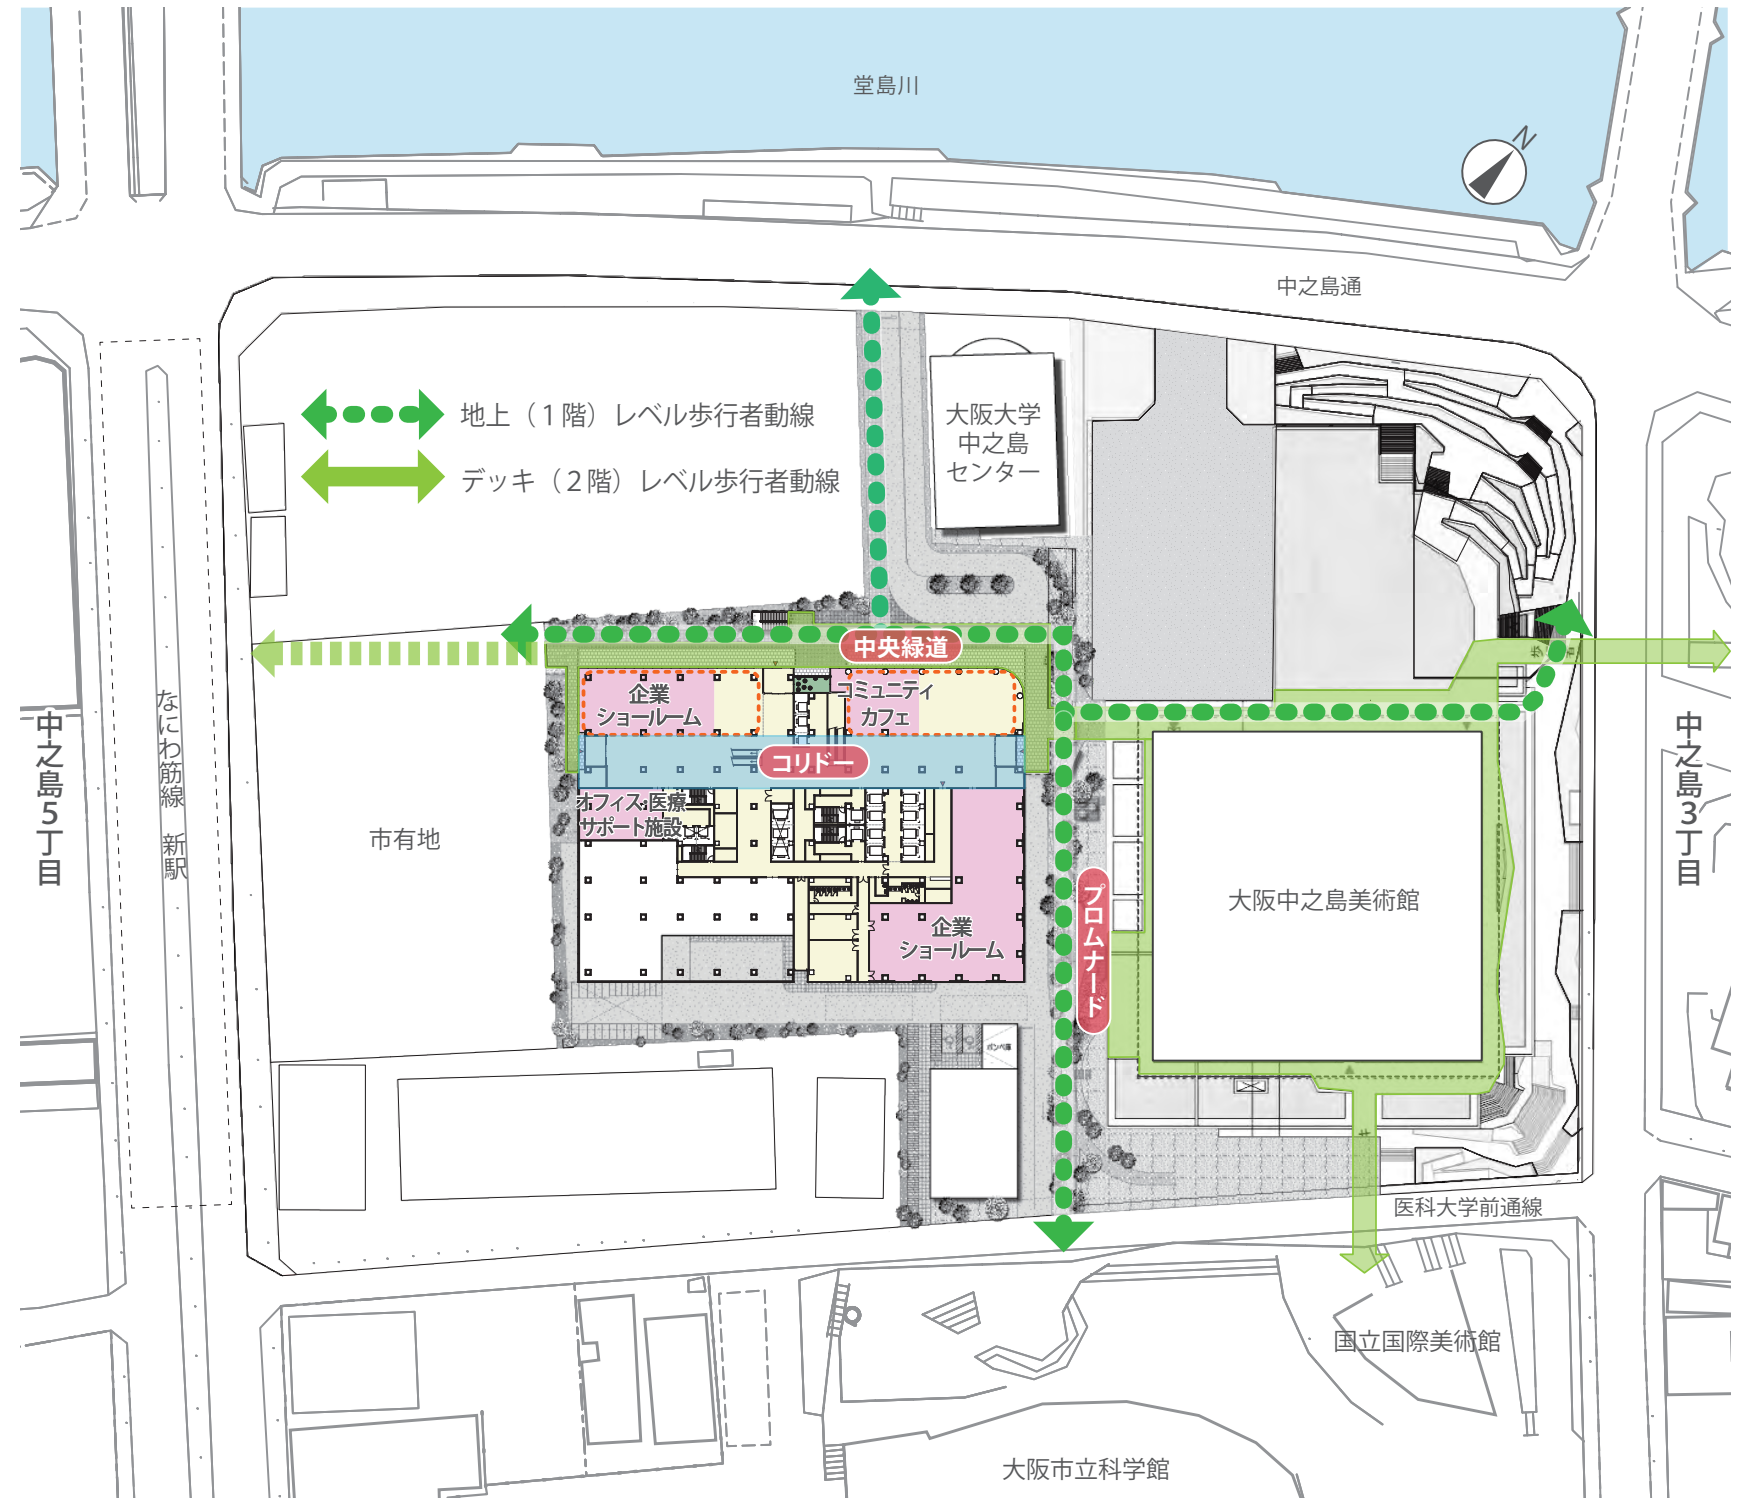 堂島川
N
中之島通
地上（１階）レベル歩行者動線
デッキ（２階）レベル歩行者動線
大阪大学
中之島
センター
中央緑道
企業
ショールーム
コミュニティ
カフェ
コリドー
オフィス・医療
サポート施設
企業
ショールーム
プロムナード
大阪中之島美術館
中之島５丁目
なにわ筋線　新駅
市有地
中之島３丁目
ボンベ庫
医科大学前通線
国立国際美術館
大阪市立科学館